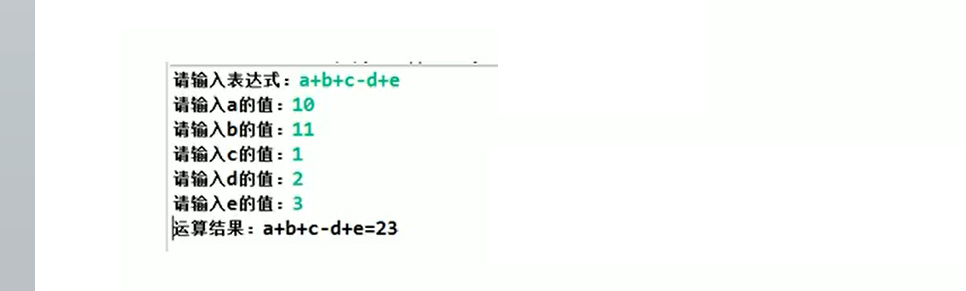 请输入表达式：a+b+c-d+e
请输入a的值：10
请输入b的值：11
请输入c的值：1
请输入d的值：2
请输入e的值：3
运算结果：a+b+c-d+e=23